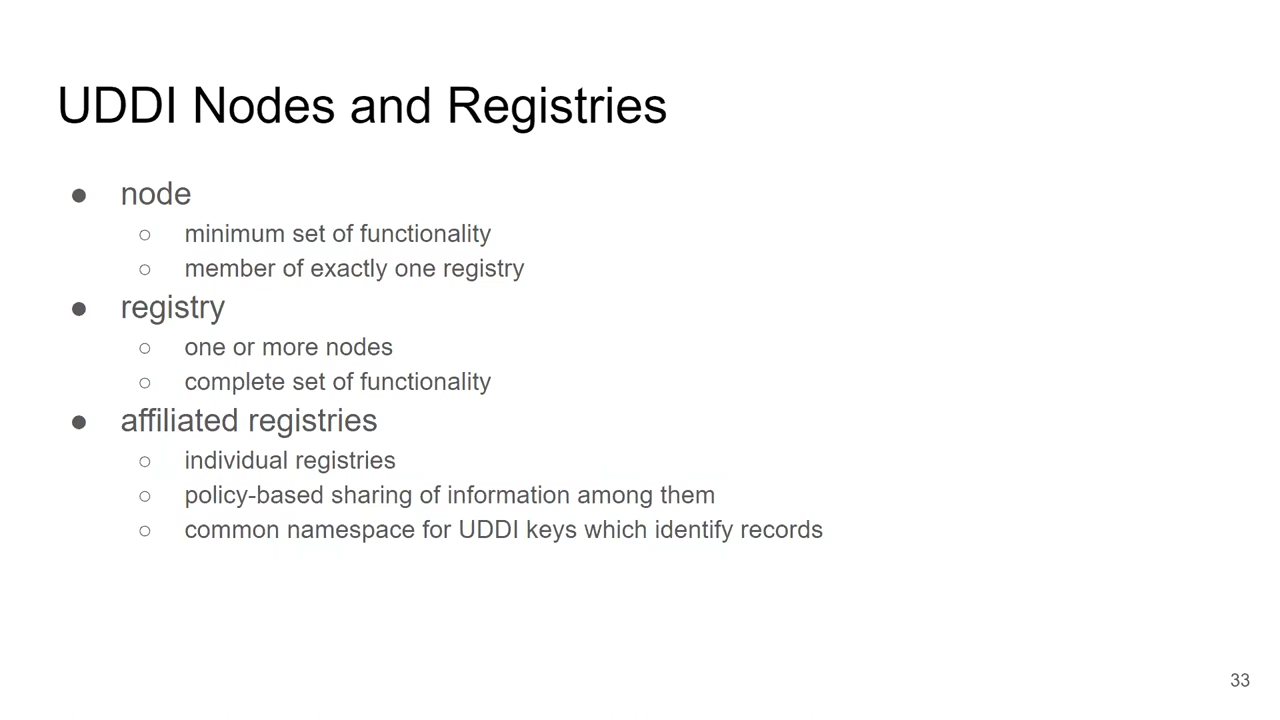 UDDI Nodes and Registries
● node
○ minimum set of functionality
○ member of exactly one registry
● registry
○ one or more nodes
○ complete set of functionality
● affiliated registries
○ individual registries
○ policy-based sharing of information among them
○ common namespace for UDDI keys which identify records
33